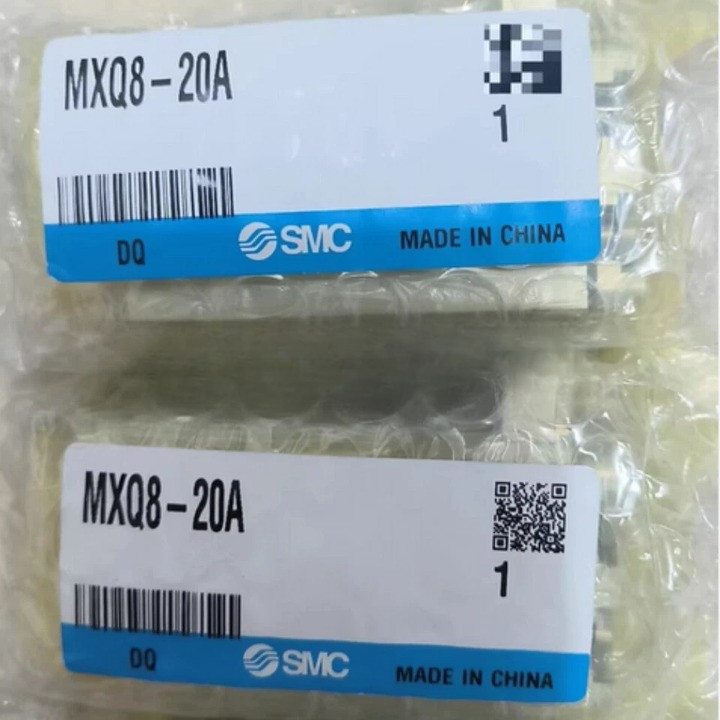 MXQ8-20A
1
DQ
SMC
MADE IN CHINA
MXQ8-20A
1
DQ
SMC
MADE IN CHINA